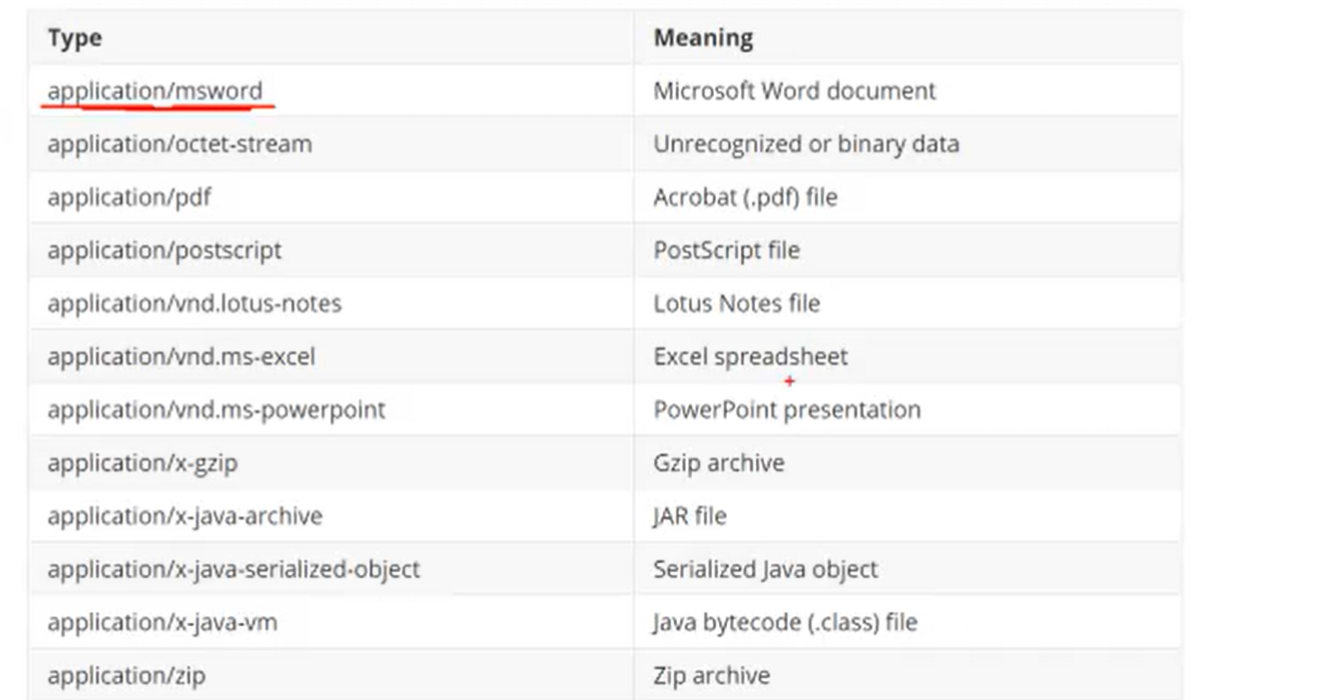 Type Meaning
application/msword Microsoft Word document
application/octet-stream Unrecognized or binary data
application/pdf Acrobat (.pdf) file
application/postscript PostScript file
application/vnd.lotus-notes Lotus Notes file
application/vnd.ms-excel Excel spreadsheet
application/vnd.ms-powerpoint PowerPoint presentation
application/x-gzip Gzip archive
application/x-java-archive JAR file
application/x-java-serialized-object Serialized Java object
application/x-java-vm Java bytecode (.class) file
application/zip Zip archive